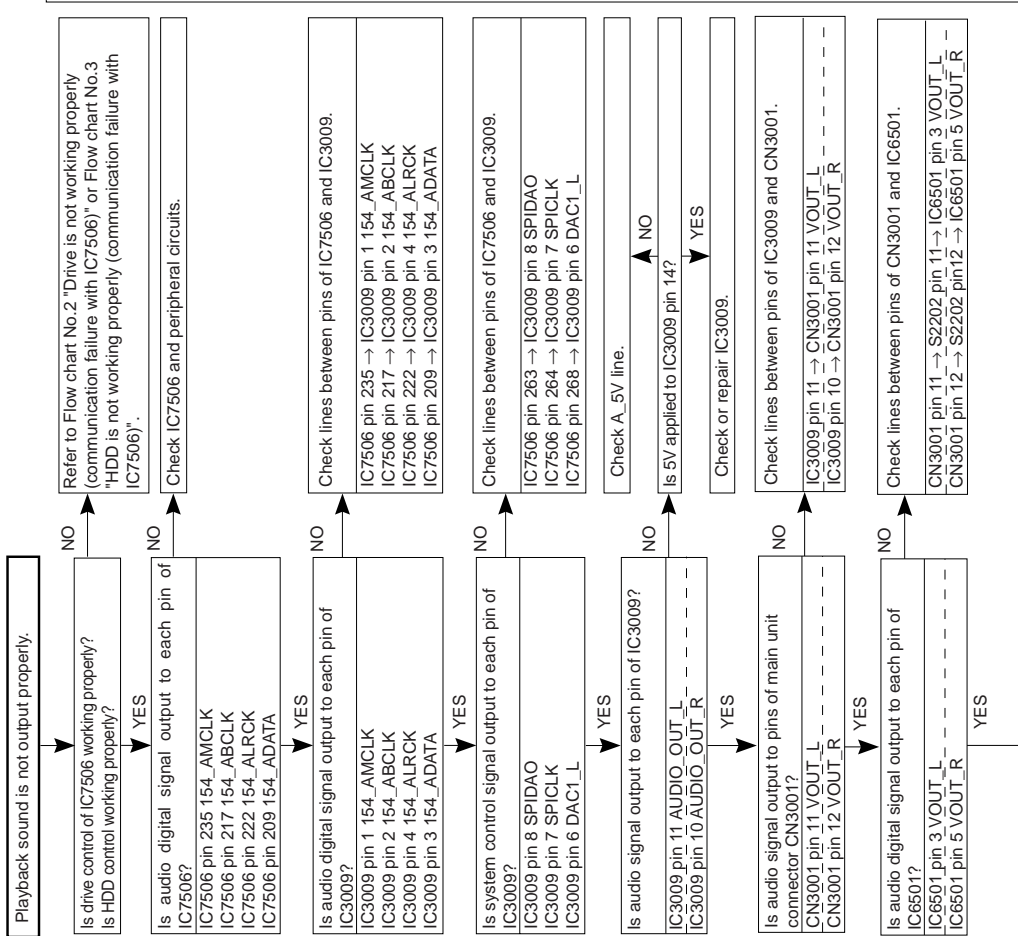 Playback sound is not output properly.
Is drive control of IC7506 working properly?
Is HDD control working properly?
NO
Refer to Flow chart No.2 "Drive is not working properly
(communication failure with IC7506)" or Flow chart No.3
"HDD is not working properly (communication failure with
IC7506)".
YES
Is audio digital signal output to each pin of
IC7506?
IC7506 pin 235 154_AMCLK
IC7506 pin 217 154_ABCLK
IC7506 pin 222 154_ALRCK
IC7506 pin 209 154_ADATA
NO
Check IC7506 and peripheral circuits.
YES
Is audio digital signal output to each pin of
IC3009?
IC3009 pin 1 154_AMCLK
IC3009 pin 2 154_ABCLK
IC3009 pin 4 154_ALRCK
IC3009 pin 3 154_ADATA
NO
Check lines between pins of IC7506 and IC3009.
IC7506 pin 235 → IC3009 pin 1 154_AMCLK
IC7506 pin 217 → IC3009 pin 2 154_ABCLK
IC7506 pin 222 → IC3009 pin 4 154_ALRCK
IC7506 pin 209 → IC3009 pin 3 154_ADATA
YES
Is system control signal output to each pin of
IC3009?
IC3009 pin 8 SPIDAO
IC3009 pin 7 SPICLK
IC3009 pin 6 DAC1_L
NO
Check lines between pins of IC7506 and IC3009.
IC7506 pin 263 → IC3009 pin 8 SPIDAO
IC7506 pin 264 → IC3009 pin 7 SPICLK
IC7506 pin 268 → IC3009 pin 6 DAC1_L
YES
Is audio signal output to each pin of IC3009?
IC3009 pin 11 AUDIO_OUT_L
IC3009 pin 10 AUDIO_OUT_R
NO
Check A_5V line.
NO
Is 5V applied to IC3009 pin 14?
YES
Check or repair IC3009.
YES
Is audio signal output to pins of main unit
connector CN3001?
CN3001 pin 11 VOUT_L
CN3001 pin 12 VOUT_R
NO
Check lines between pins of IC3009 and CN3001.
IC3009 pin 11 → CN3001 pin 11 VOUT_L
IC3009 pin 10 → CN3001 pin 12 VOUT_R
YES
Is audio digital signal output to each pin of
IC6501?
IC6501 pin 3 VOUT_L
IC6501 pin 5 VOUT_R
NO
Check lines between pins of CN3001 and IC6501.
CN3001 pin 11 → S2202 pin 11→ IC6501 pin 3 VOUT_L
CN3001 pin 12 → S2202 pin12 → IC6501 pin 5 VOUT_R
YES